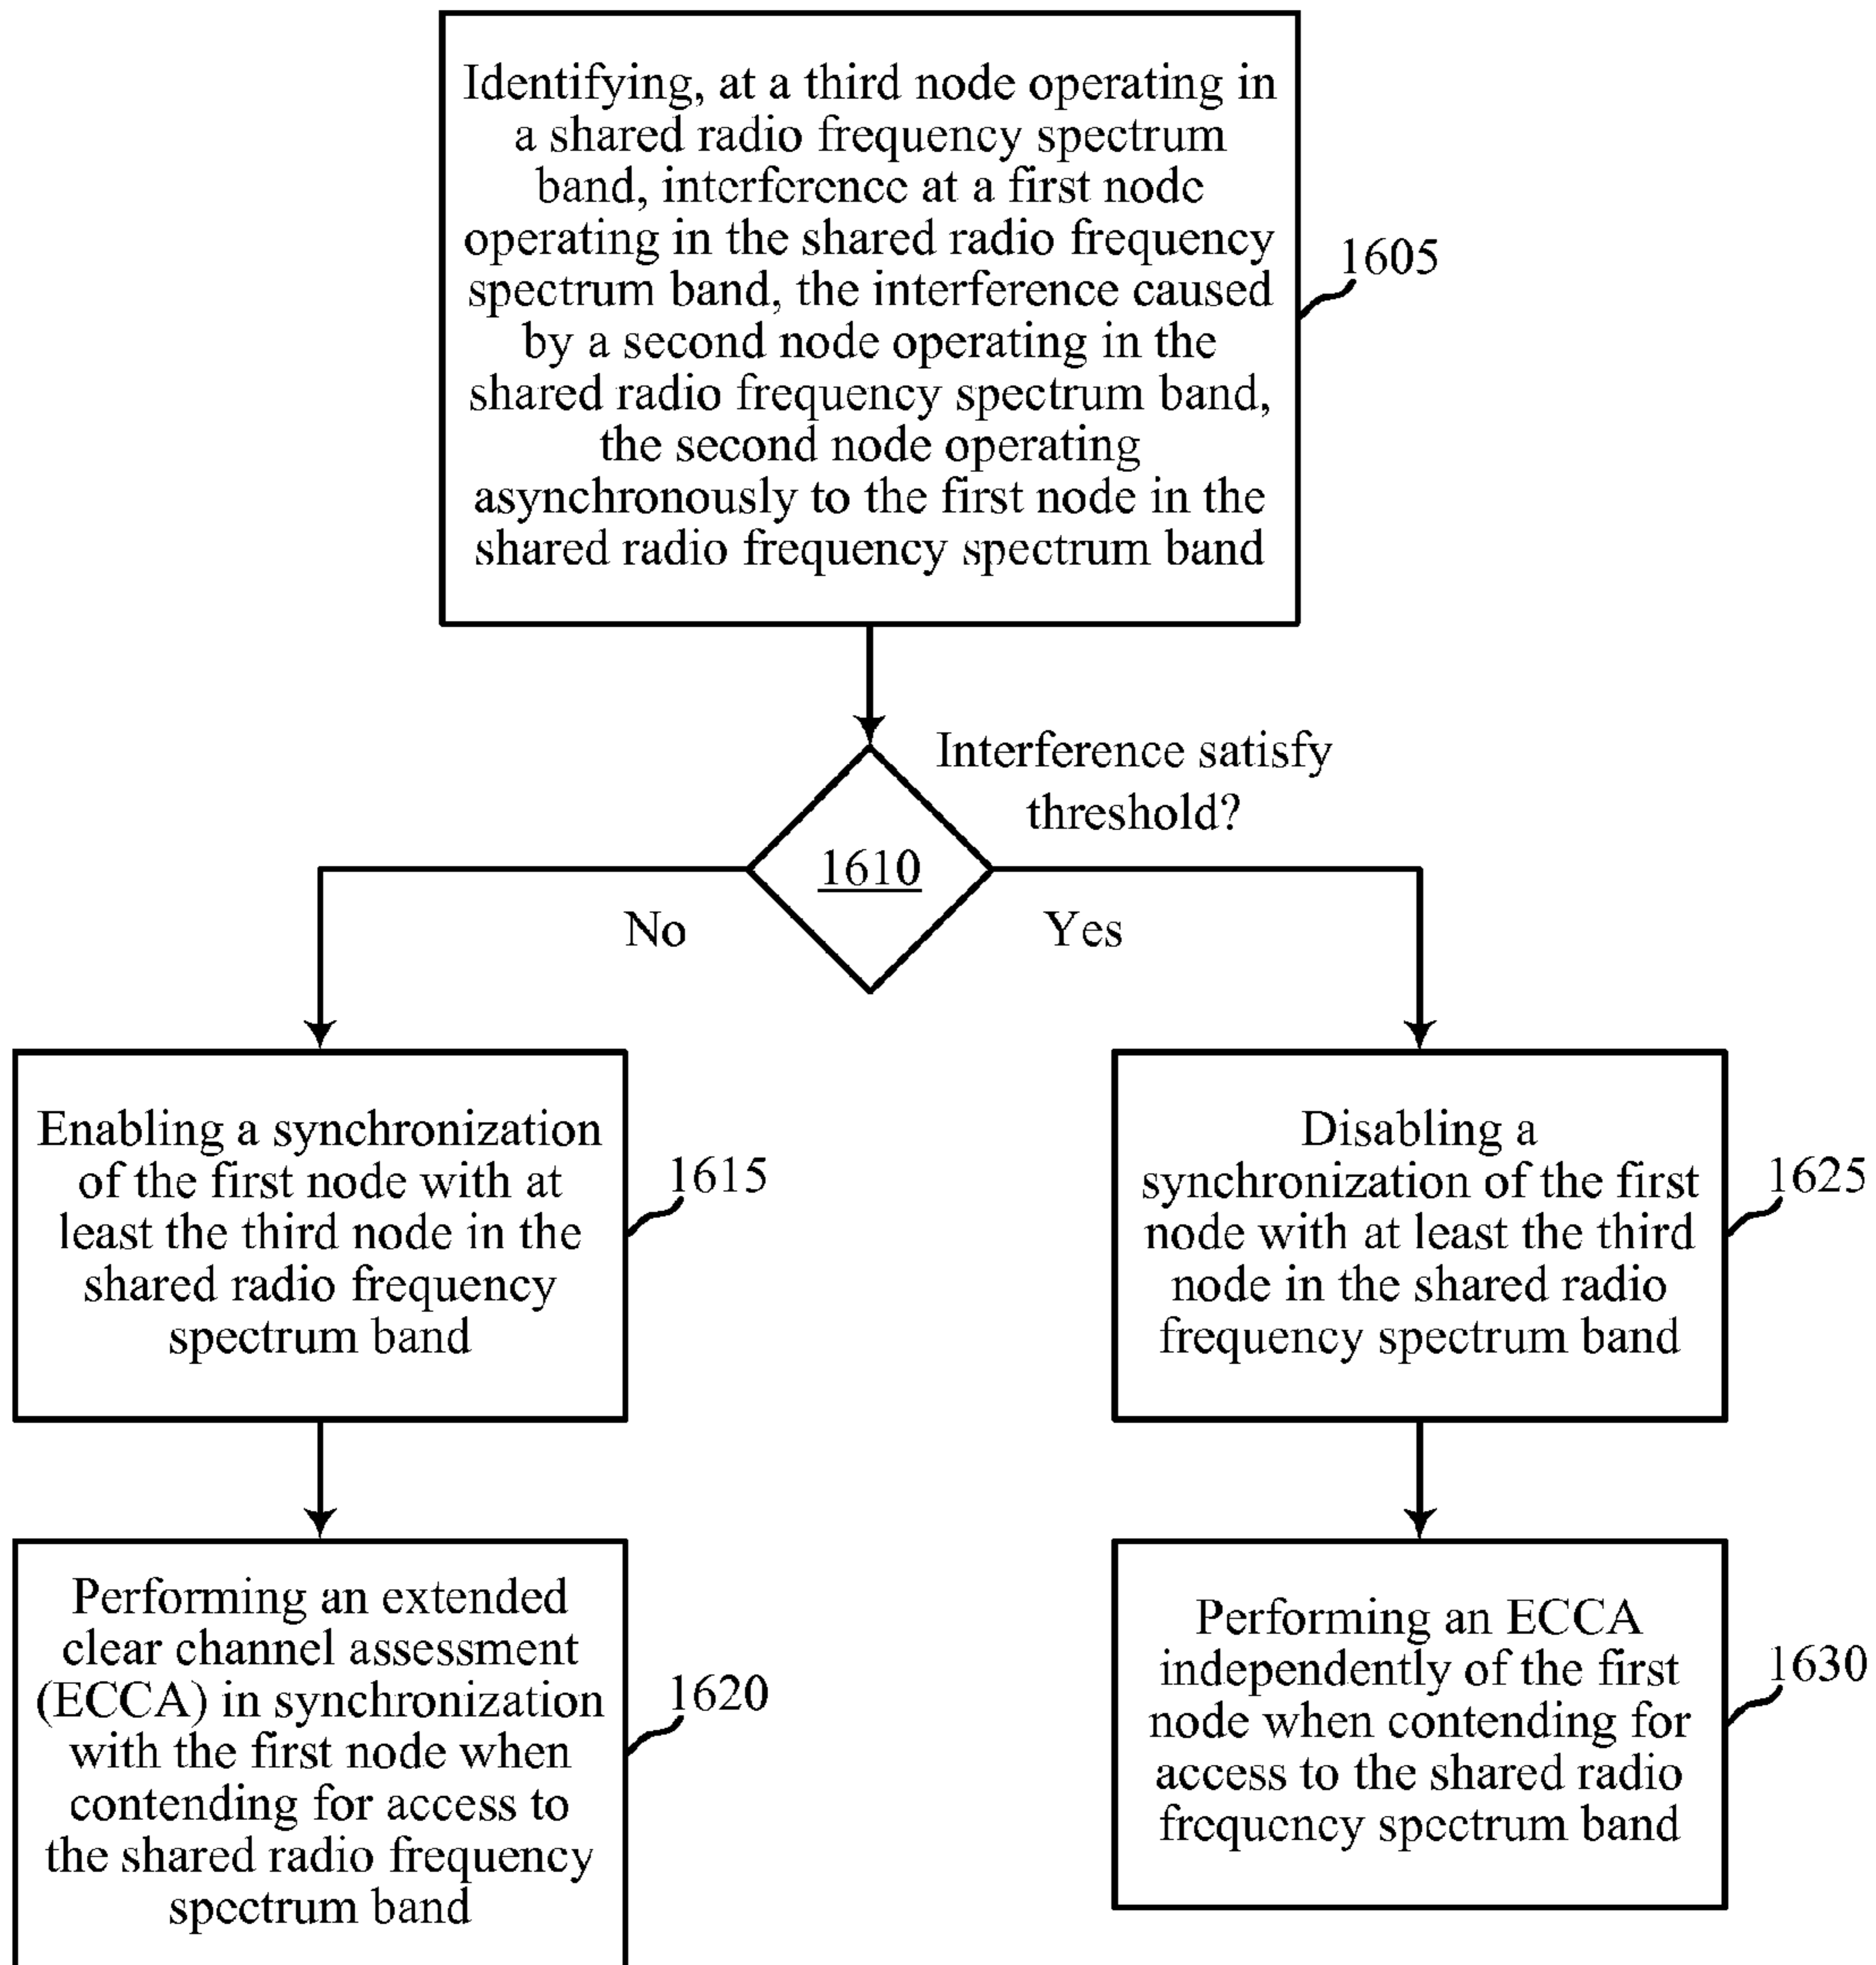 Identifying, at a third node operating in
a shared radio frequency spectrum
band, interference at a first node
operating in the shared radio frequency
spectrum band, the interference caused
by a second node operating in the
shared radio frequency spectrum band,
the second node operating
asynchronously to the first node in the
shared radio frequency spectrum band
1605
Interference satisfy
threshold?
1610
No
Yes
Enabling a synchronization
of the first node with at
least the third node in the
shared radio frequency
spectrum band
1615
Disabling a
synchronization of the first
node with at least the third
node in the shared radio
frequency spectrum band
1625
Performing an extended
clear channel assessment
(ECCA) in synchronization
with the first node when
contending for access to
the shared radio frequency
spectrum band
1620
Performing an ECCA
independently of the first
node when contending for
access to the shared radio
frequency spectrum band
1630